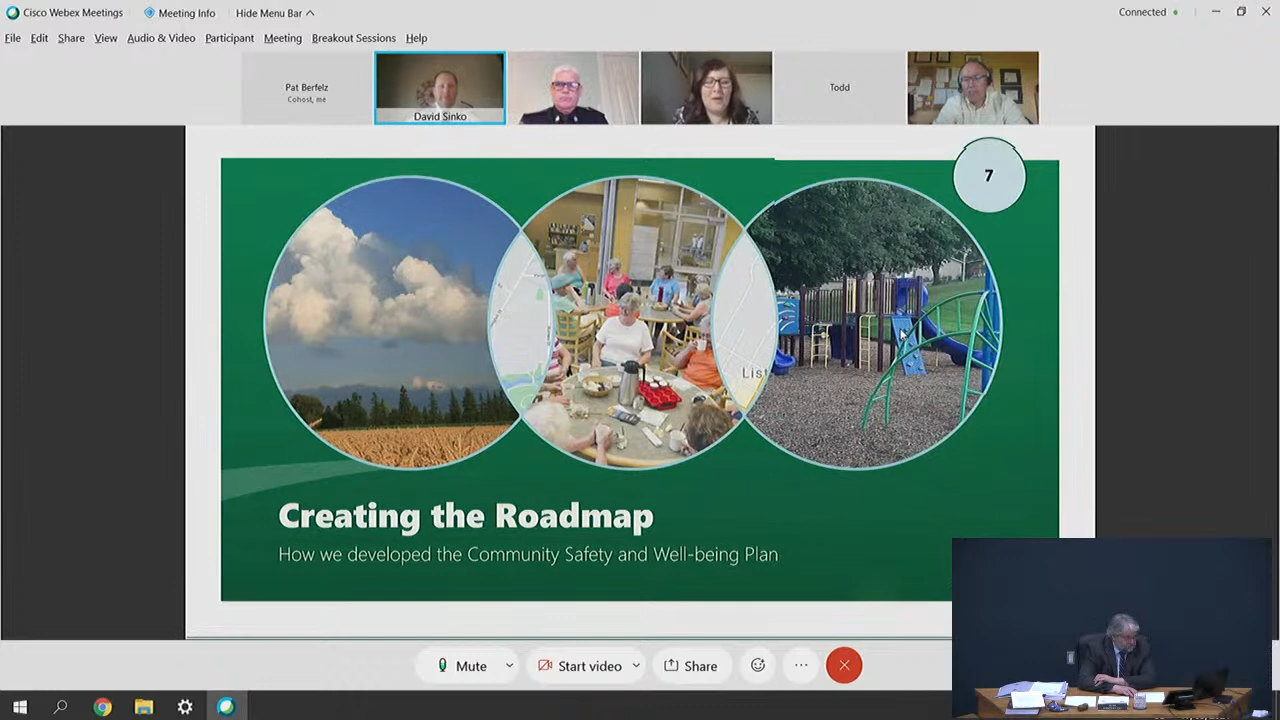 Cisco Webex Meetings
Meeting Info
Hide Menu Bar
Connected
File Edit Share View Audio & Video Participant Meeting Breakout Sessions Help
Pat Berfelz
Cohost, me
David Sinko
Todd
7
List
Creating the Roadmap
How we developed the Community Safety and Well-being Plan
Mute
Start video
Share